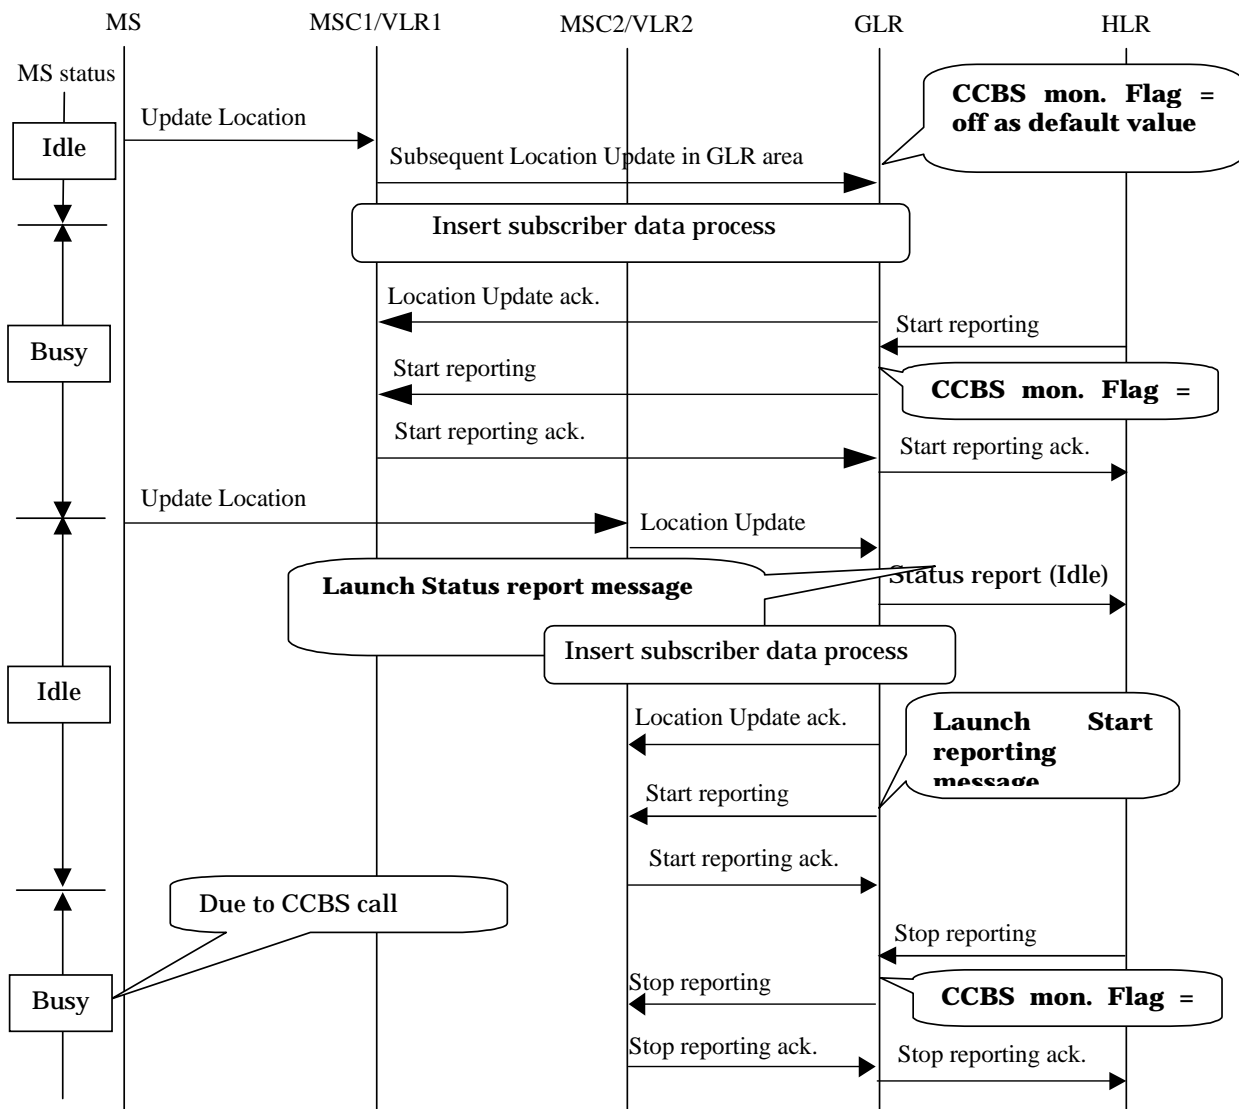 MS MSC1/VLR1 MSC2/VLR2 GLR HLR
MS status
CCBS mon. Flag =
off as default value
Update Location
Idle
Subsequent Location Update in GLR area
Insert subscriber data process
Location Update ack.
Start reporting
Busy
Start reporting
CCBS mon. Flag =
Start reporting ack.
Start reporting ack.
Update Location
Location Update
Launch Status report message
Status report (Idle)
Insert subscriber data process
Idle
Location Update ack.
Launch Start
reporting
message
Start reporting
Start reporting ack.
Due to CCBS call
Stop reporting
Stop reporting
Busy
CCBS mon. Flag =
Stop reporting ack.
Stop reporting ack.